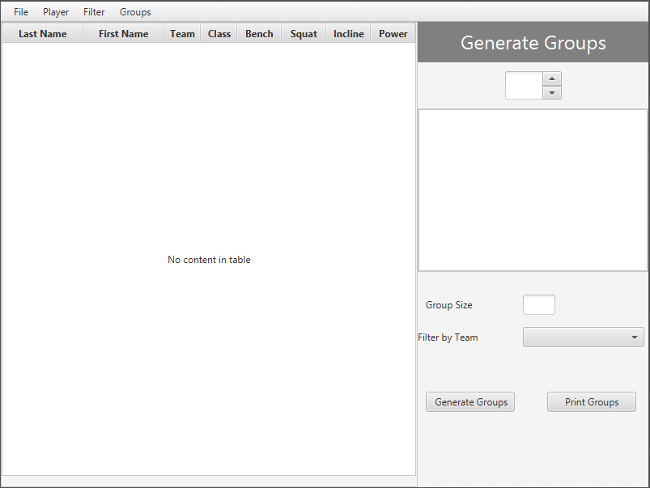 File Player Filter Groups
Last Name First Name Team Class Bench Squat Incline Power
No content in table
Generate Groups
Group Size
Filter by Team
Generate Groups Print Groups